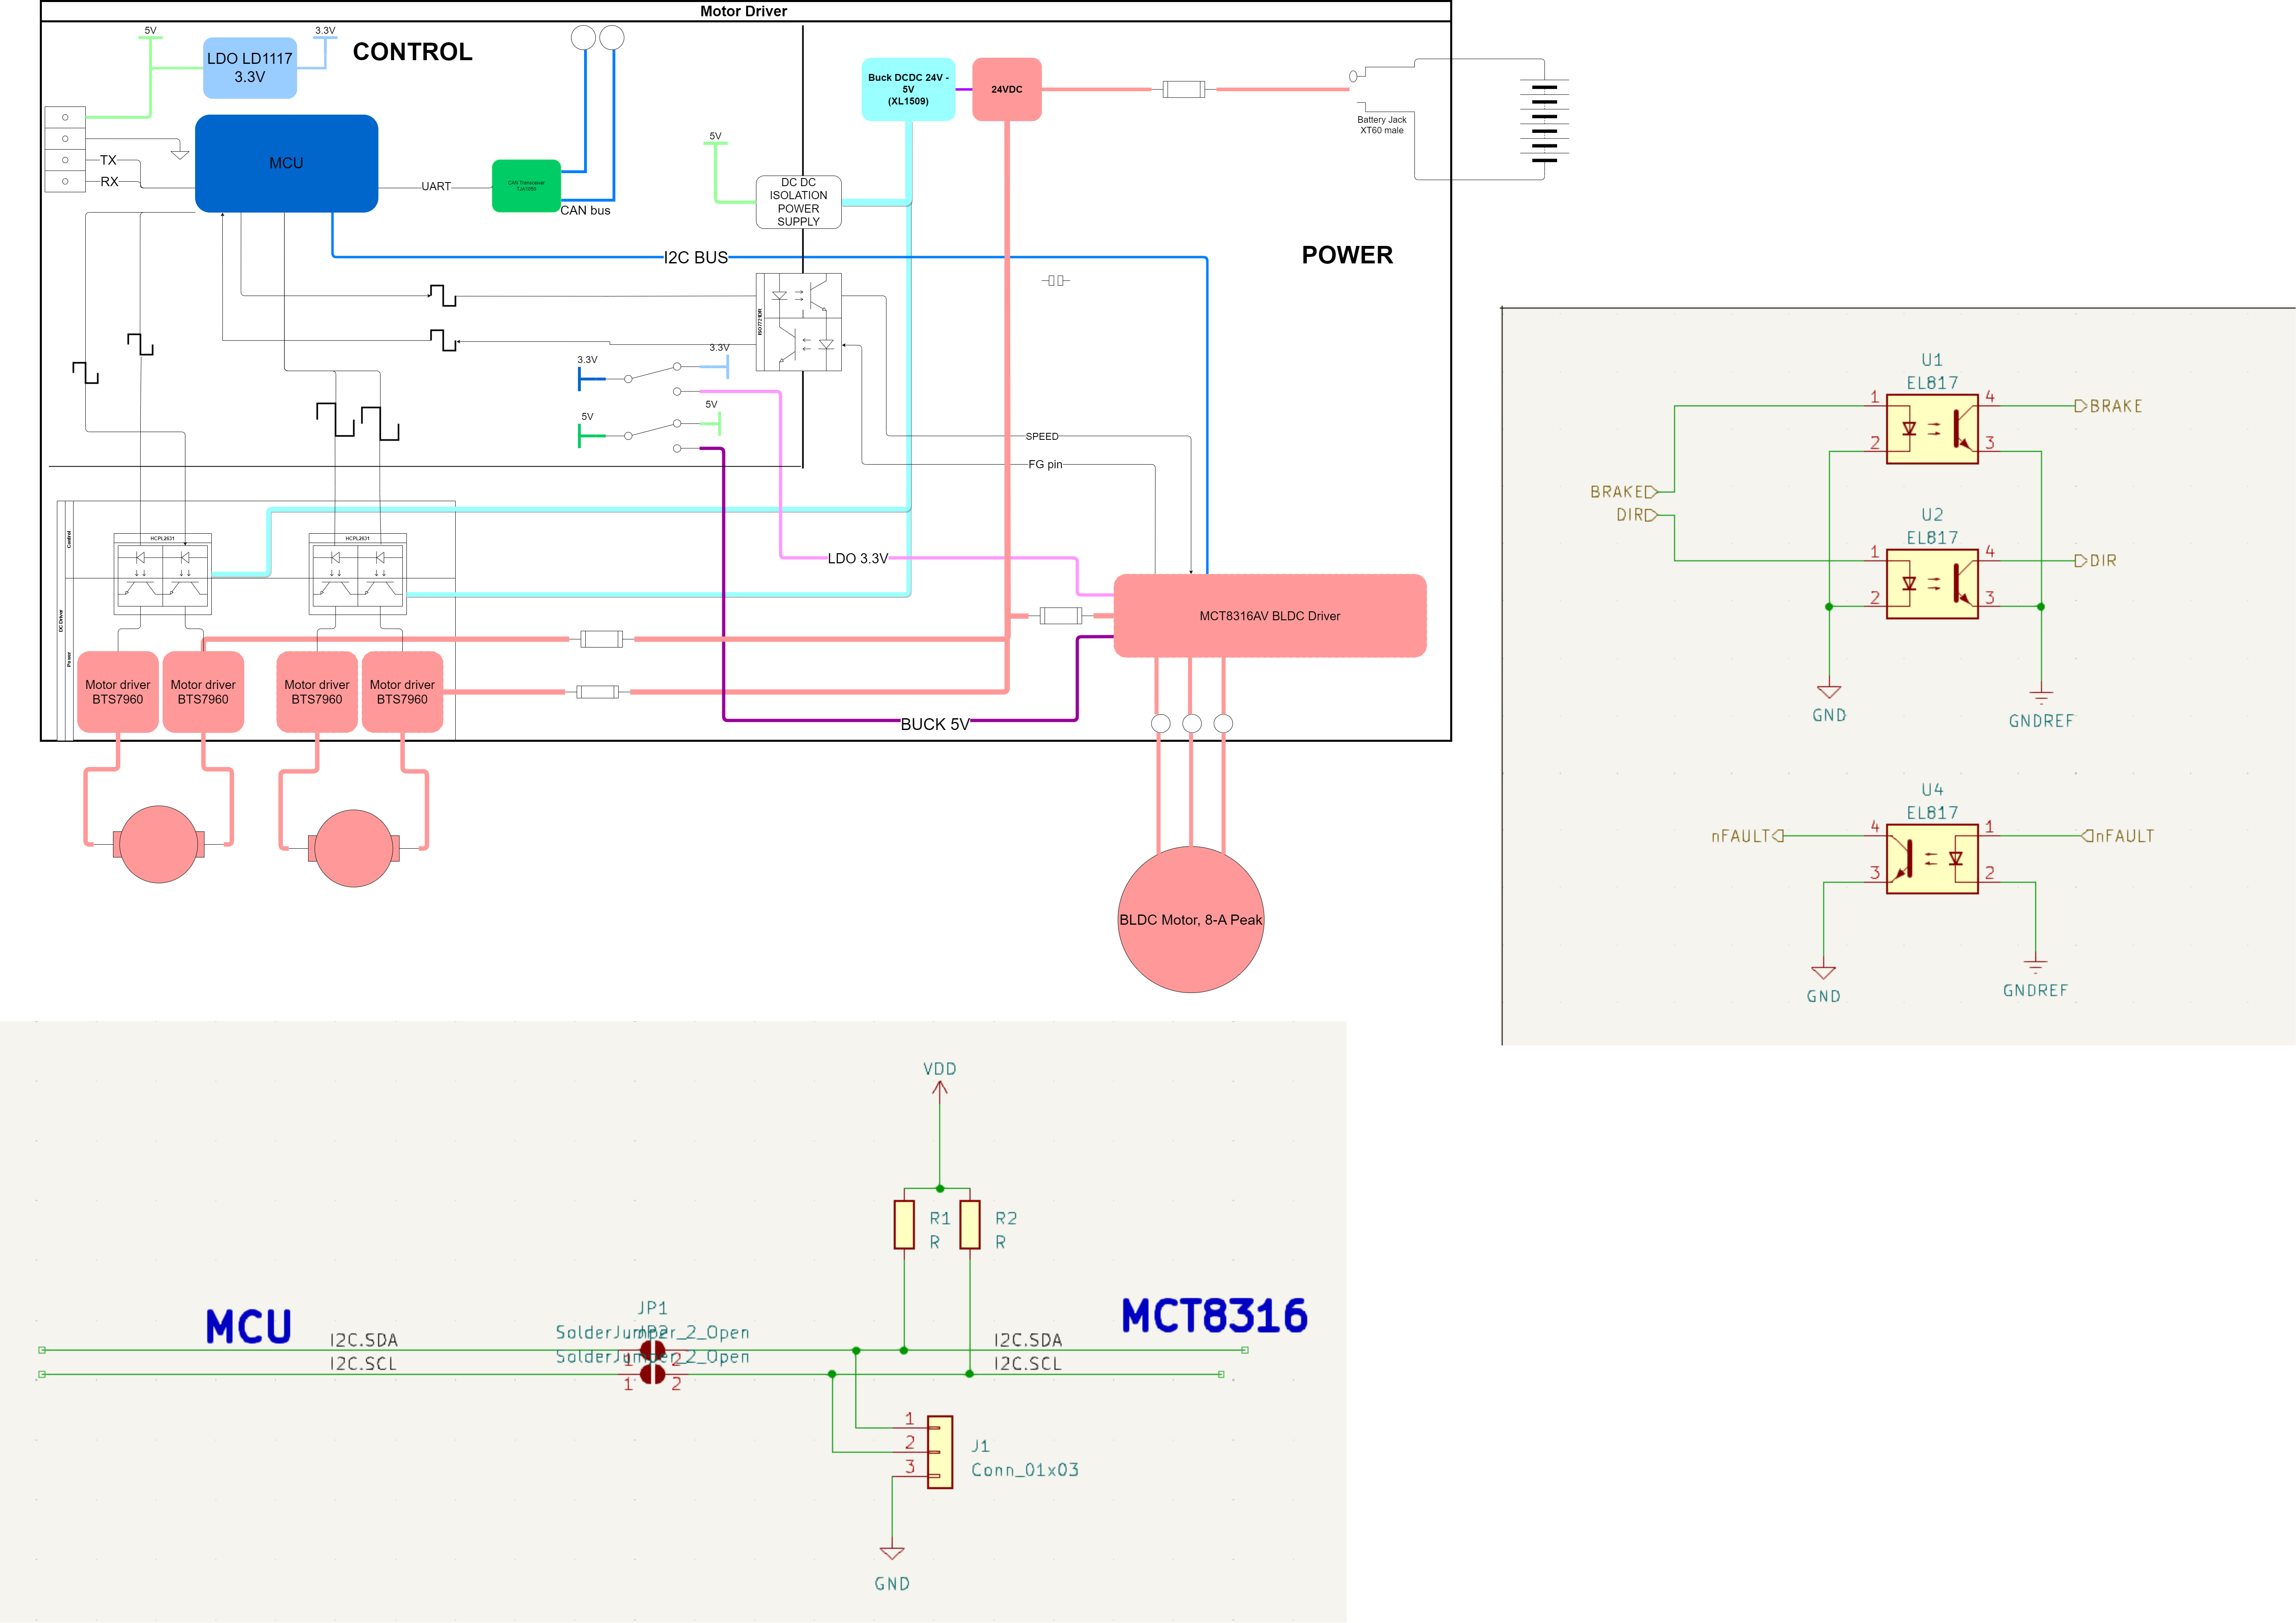 Motor Driver
5V
3.3V
CONTROL
LDO LD1117
3.3V
Buck DCDC 24V -
5V
(XL1509)
24VDC
Battery Jack
XT60 male
5V
MCU
TX
RX
UART
CAN Transceiver
TJA1050
CAN bus
DC DC
ISOLATION
POWER
SUPPLY
I2C BUS
POWER
ISO7721DR
3.3V
3.3V
5V
5V
SPEED
FG pin
Control
DC Driver
Power
HCPL2631
HCPL2631
LDO 3.3V
MCT8316AV BLDC Driver
Motor driver
BTS7960
Motor driver
BTS7960
Motor driver
BTS7960
Motor driver
BTS7960
BUCK 5V
BLDC Motor, 8-A Peak
U1
EL817
1
4
BRAKE
2
3
BRAKE
DIR
U2
EL817
1
4
DIR
2
3
GND
GNDREF
U4
EL817
nFAULT
4
1
nFAULT
3
2
GND
GNDREF
VDD
R1
R
R2
R
MCU
MCT8316
JP1
SolderJumper_2_Open
JP2
SolderJumper_2_Open
I2C.SDA
1
2
I2C.SDA
I2C.SCL
1
2
I2C.SCL
1
2
3
J1
Conn_01x03
GND